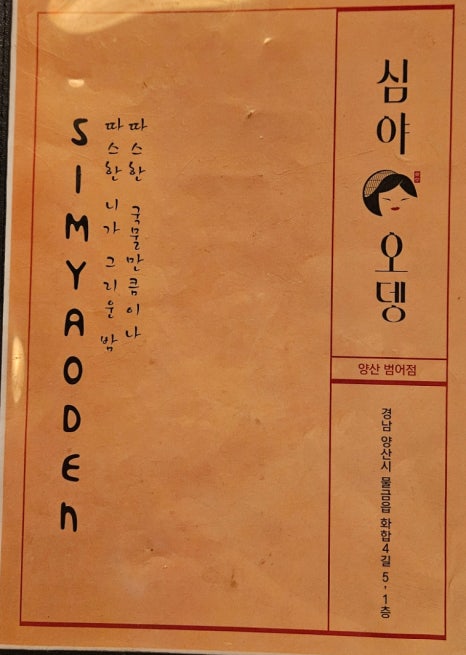 심야
오뎅
양산 범어점
경남 양산시 물금읍 화합4길 5, 1층
따스한 국물만큼이나
따스한 니가 그리운 밤
SIMYAODEn